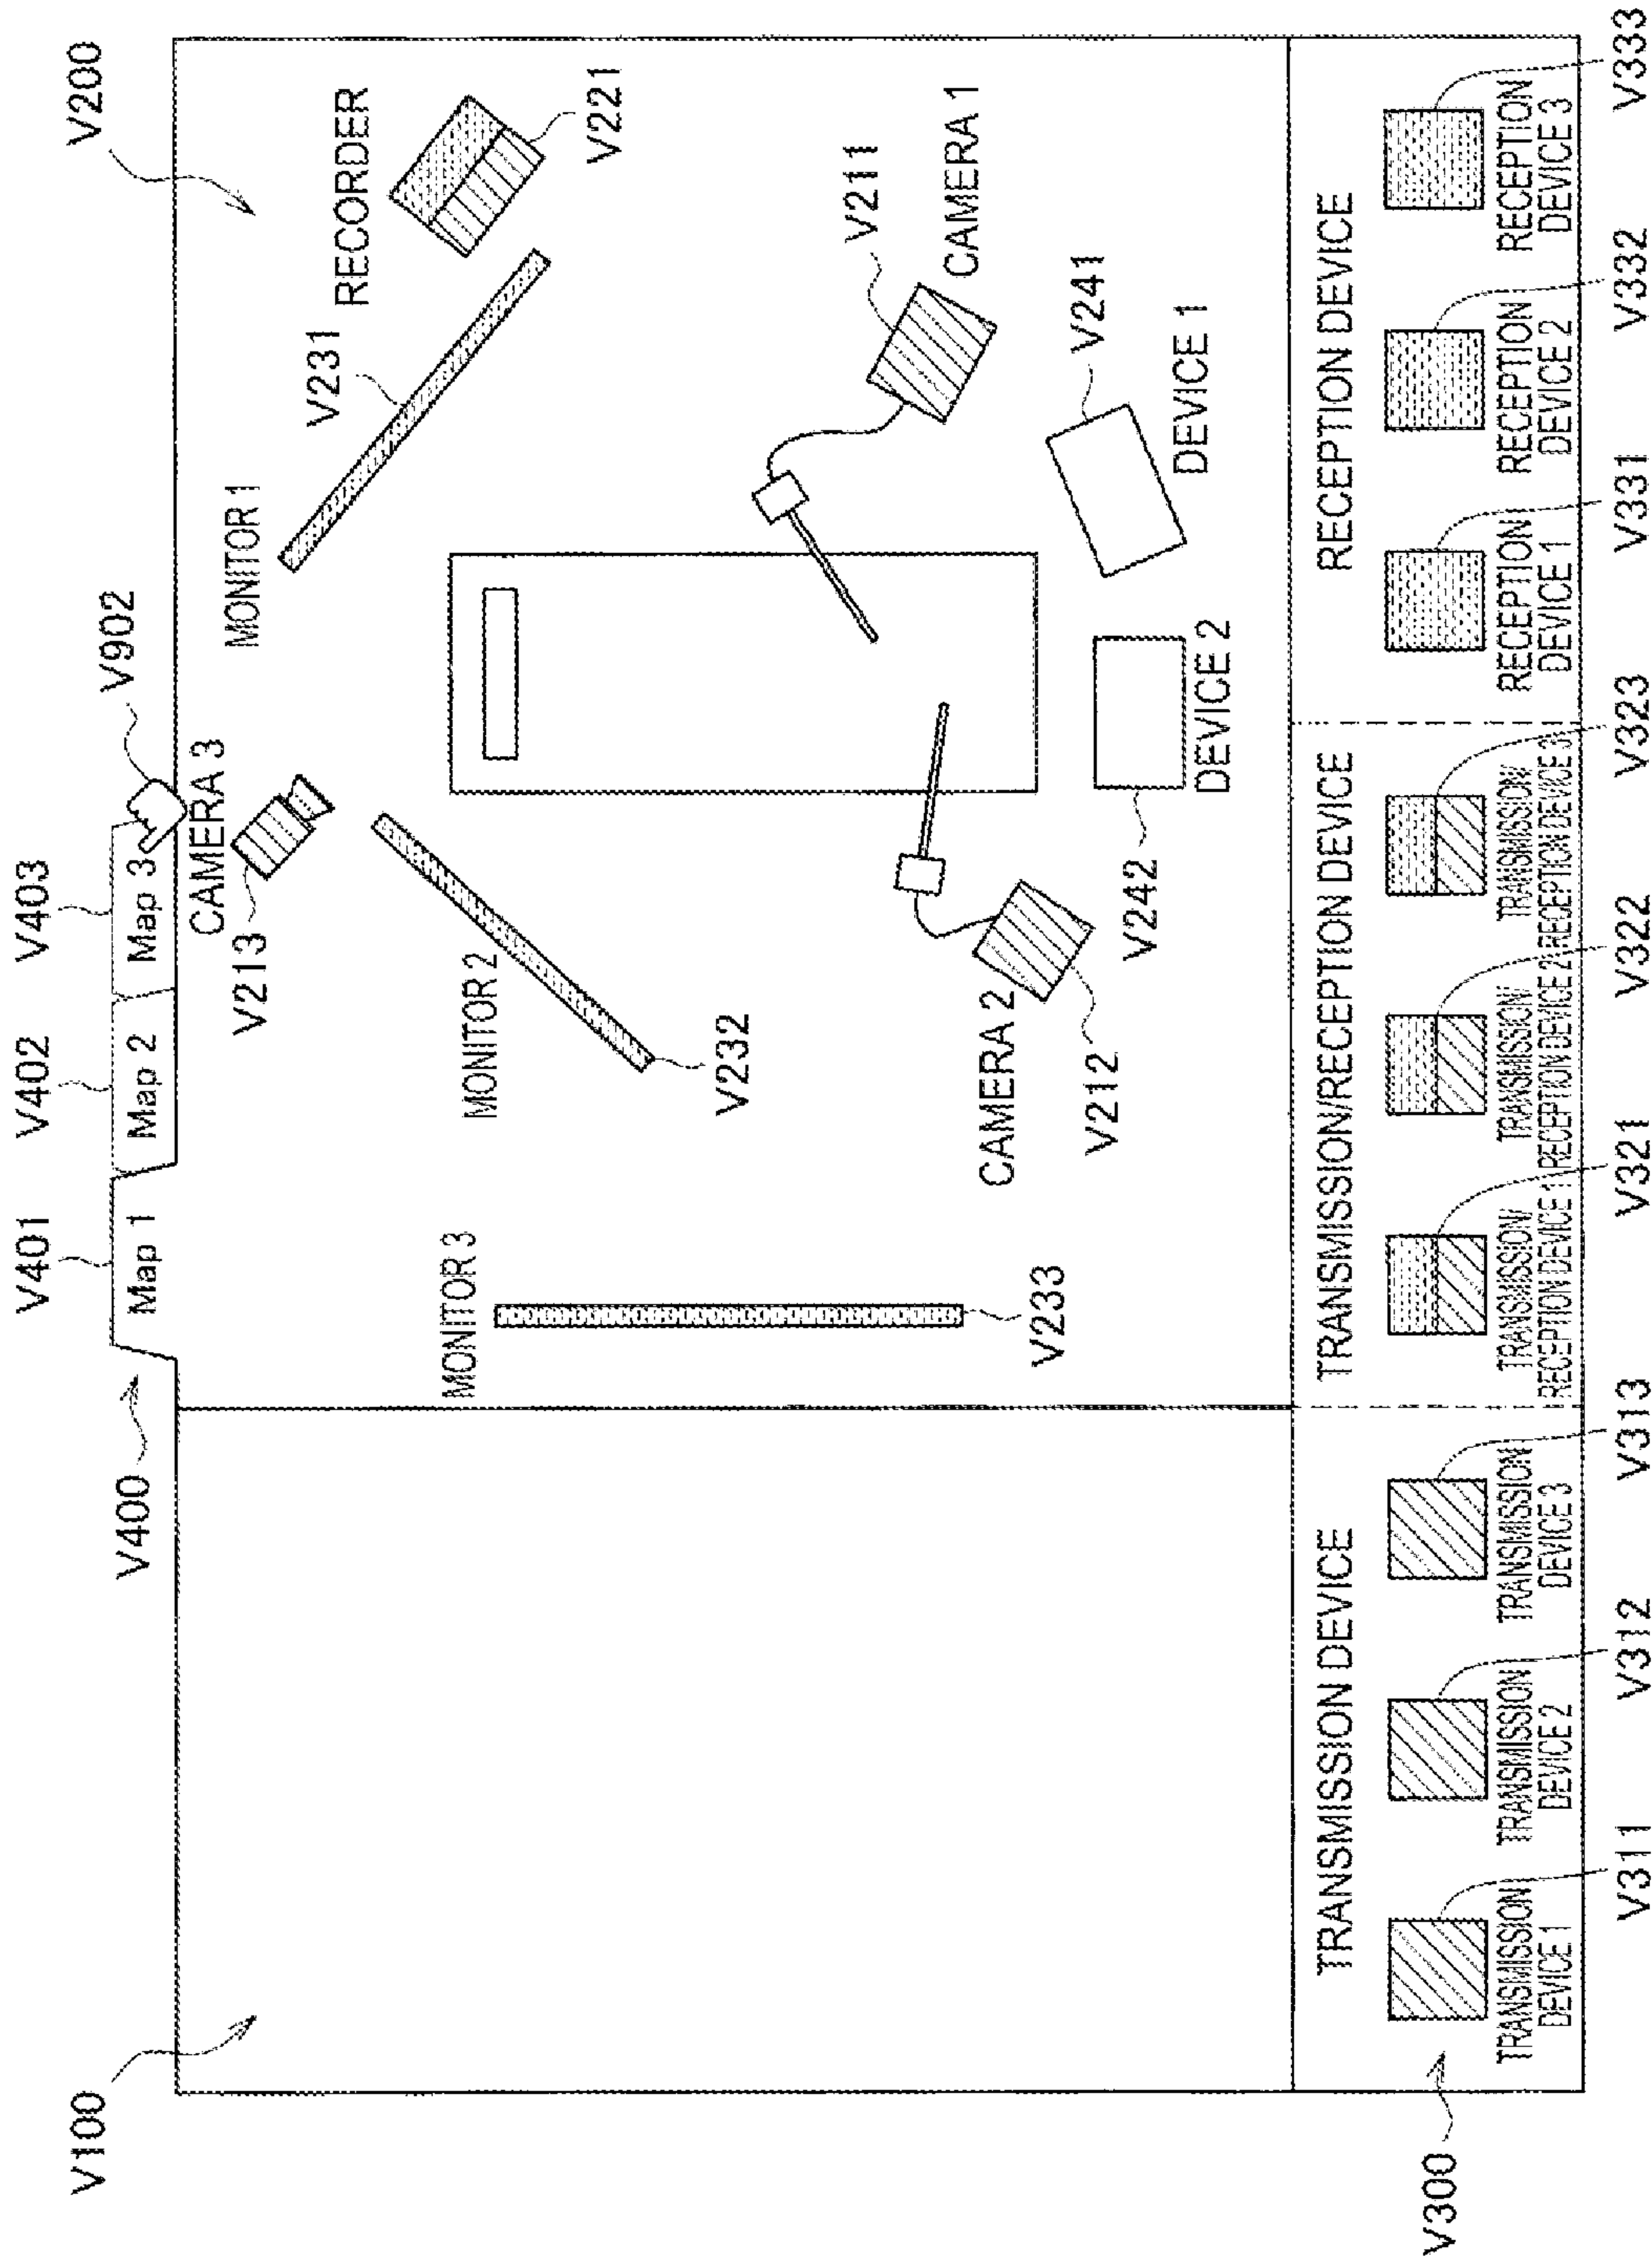 V401
V402
V403
V902
V200
V400
Map 1
Map 2
Map 3
V100
CAMERA 3
V213
MONITOR 1
V231
RECORDER
V221
MONITOR 2
V232
MONITOR 3
V233
V211
CAMERA 1
CAMERA 2
V212
V242
DEVICE 2
V241
DEVICE 1
TRANSMISSION DEVICE
TRANSMISSION/RECEPTION DEVICE
RECEPTION DEVICE
V300
TRANSMISSION
DEVICE 1
TRANSMISSION
DEVICE 2
TRANSMISSION
DEVICE 3
TRANSMISSION/
RECEPTION DEVICE 1
TRANSMISSION/
RECEPTION DEVICE 2
TRANSMISSION/
RECEPTION DEVICE 3
RECEPTION
DEVICE 1
RECEPTION
DEVICE 2
RECEPTION
DEVICE 3
V311
V312
V313
V321
V322
V323
V331
V332
V333